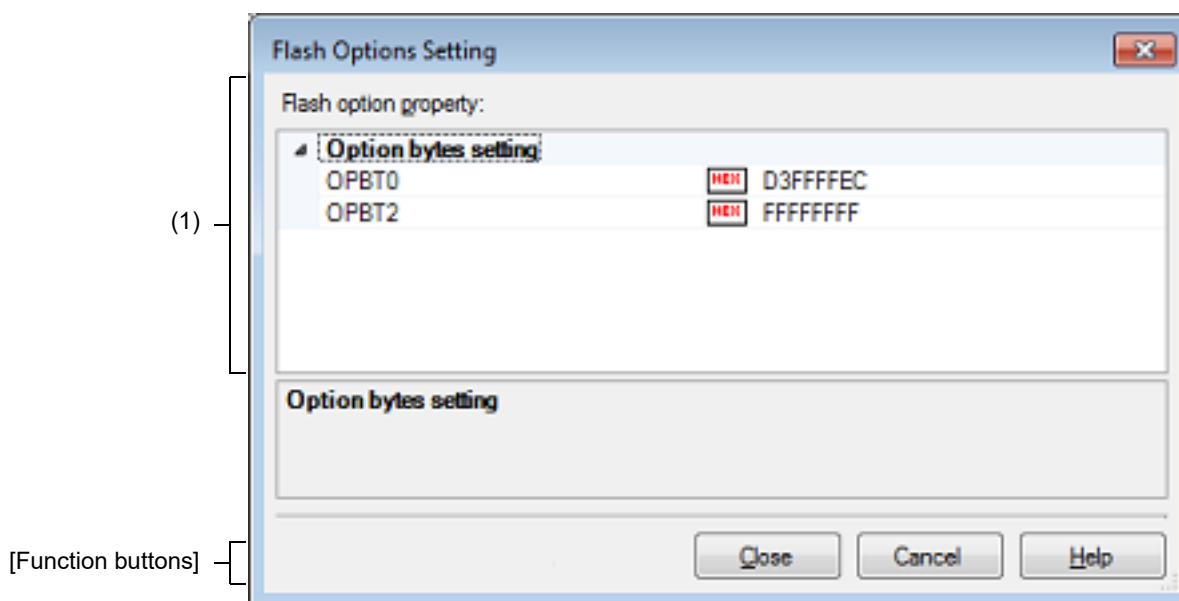 Flash Options Setting
Flash option property:
Option bytes setting
OPBT0 HEX D3FFFFEC
OPBT2 HEX FFFFFFFF
(1)
Option bytes setting
[Function buttons]
Close Cancel Help